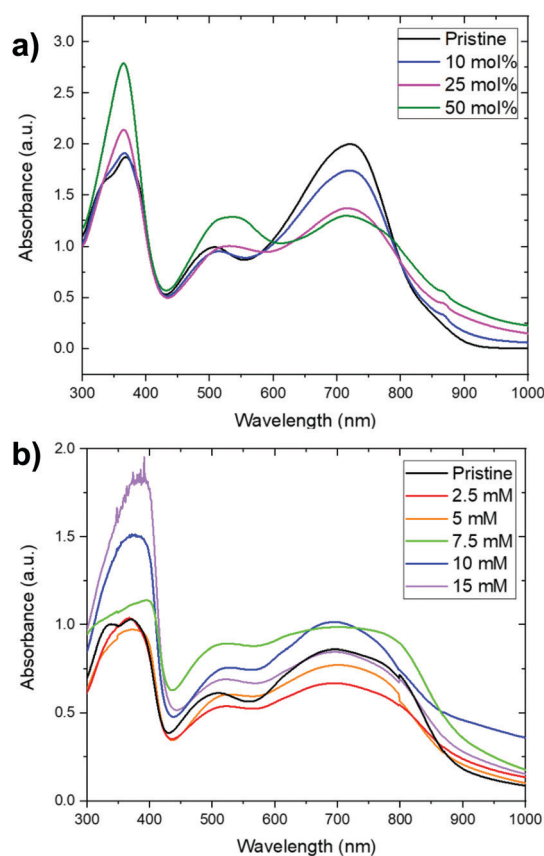 a)
3.0
2.5
2.0
1.5
1.0
0.5
0.0
Absorbance (a.u.)
Pristine
10 mol%
25 mol%
50 mol%
300 400 500 600 700 800 900 1000
Wavelength (nm)
b)
2.0
1.5
1.0
0.5
0.0
Absorbance (a.u.)
Pristine
2.5 mM
5 mM
7.5 mM
10 mM
15 mM
300 400 500 600 700 800 900 1000
Wavelength (nm)